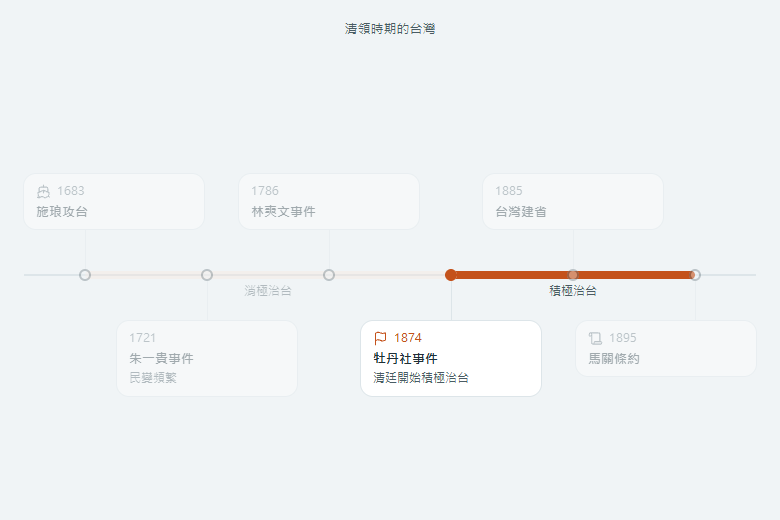 清領時期的台灣
1683
施琅攻台
1786
林爽文事件
1885
台灣建省
消極治台
積極治台
1721
朱一貴事件
民變頻繁
1874
牡丹社事件
清廷開始積極治台
1895
馬關條約